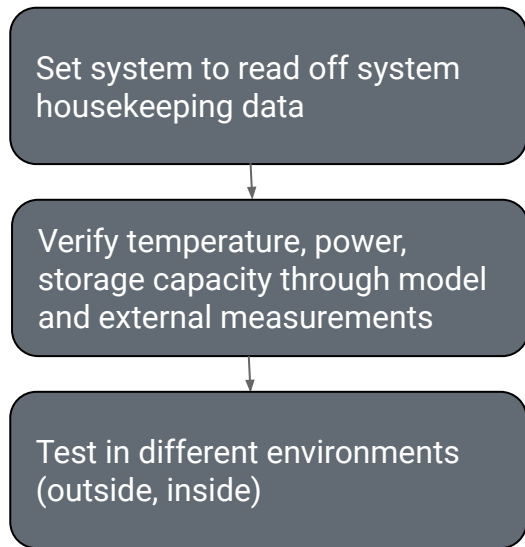 Set system to read off system
housekeeping data
Verify temperature, power,
storage capacity through model
and external measurements
Test in different environments
(outside, inside)